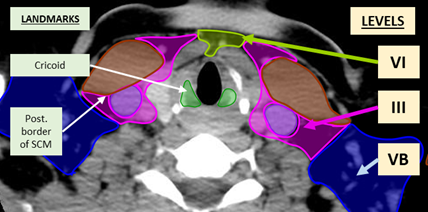 LANDMARKS
LEVELS
Cricoid
VI
III
Post.
border
of SCM
VB